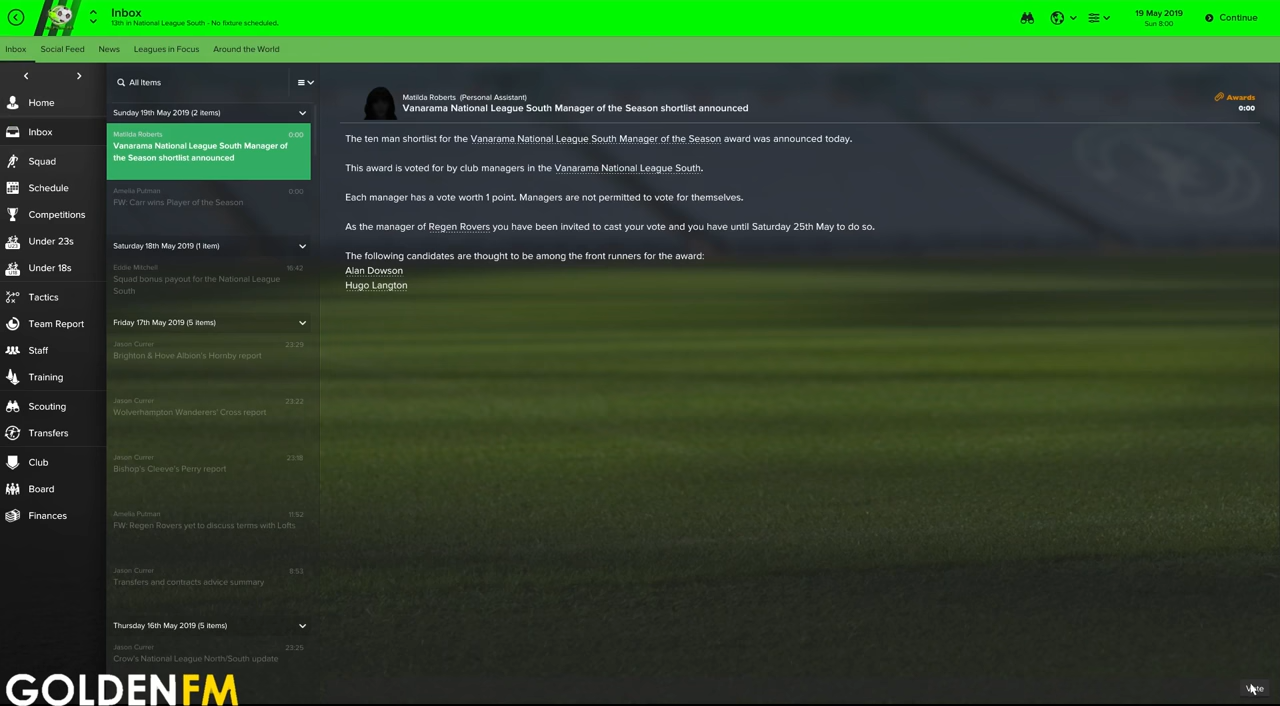 Inbox
13th in National League South - No fixture scheduled.
19 May 2019
Sun 8:00
Continue
Inbox
Social Feed
News
Leagues in Focus
Around the World
Home
Inbox
Squad
Schedule
Competitions
Under 23s
Under 18s
Tactics
Team Report
Staff
Training
Scouting
Transfers
Club
Board
Finances
All Items
Sunday 19th May 2019 (2 items)
Matilda Roberts 0:00
Vanarama National League South Manager of
the Season shortlist announced
Amelia Putman 0:00
FW: Carr wins Player of the Season
Saturday 18th May 2019 (1 item)
Eddie Mitchell 16:42
Squad bonus payout for the National League
South
Friday 17th May 2019 (5 items)
Jason Currer 23:29
Brighton & Hove Albion's Hornby report
Jason Currer 23:22
Wolverhampton Wanderers' Cross report
Jason Currer 23:18
Bishop's Cleeve's Perry report
Amelia Putman 11:52
FW: Regen Rovers yet to discuss terms with Lofts
Jason Currer 8:53
Transfers and contracts advice summary
Thursday 16th May 2019 (5 items)
Jason Currer 23:25
Crow's National League North/South update
Matilda Roberts (Personal Assistant)
Vanarama National League South Manager of the Season shortlist announced
Awards
0:00
The ten man shortlist for the Vanarama National League South Manager of the Season award was announced today.
This award is voted for by club managers in the Vanarama National League South.
Each manager has a vote worth 1 point. Managers are not permitted to vote for themselves.
As the manager of Regen Rovers you have been invited to cast your vote and you have until Saturday 25th May to do so.
The following candidates are thought to be among the front runners for the award:
Alan Dowson
Hugo Langton
Vote
GOLDENFM